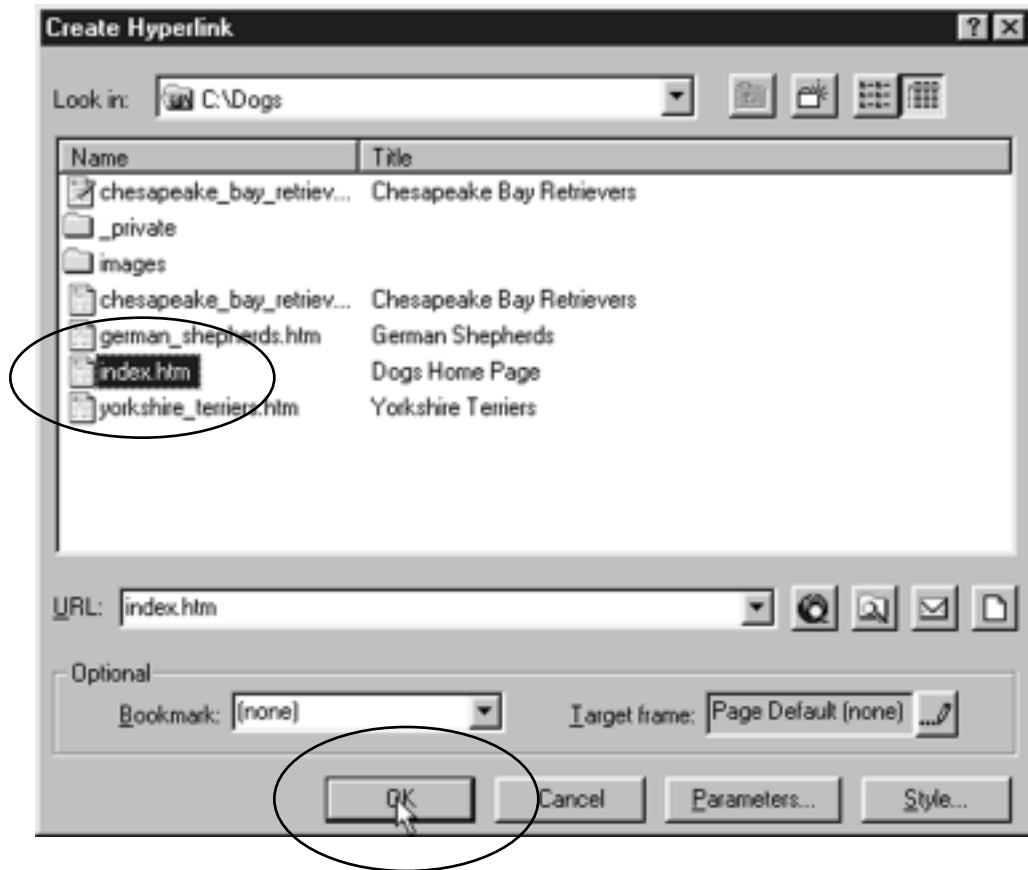 Create Hyperlink
Look in: C:\Dogs
Name Title
chesapeake_bay_retriev... Chesapeake Bay Retrievers
_private
images
chesapeake_bay_retriev... Chesapeake Bay Retrievers
german_shepherds.htm German Shepherds
index.htm Dogs Home Page
yorkshire_terriers.htm Yorkshire Terriers
URL: index.htm
Optional
Bookmark: (none) Target frame: Page Default (none)
OK Cancel Parameters... Style...